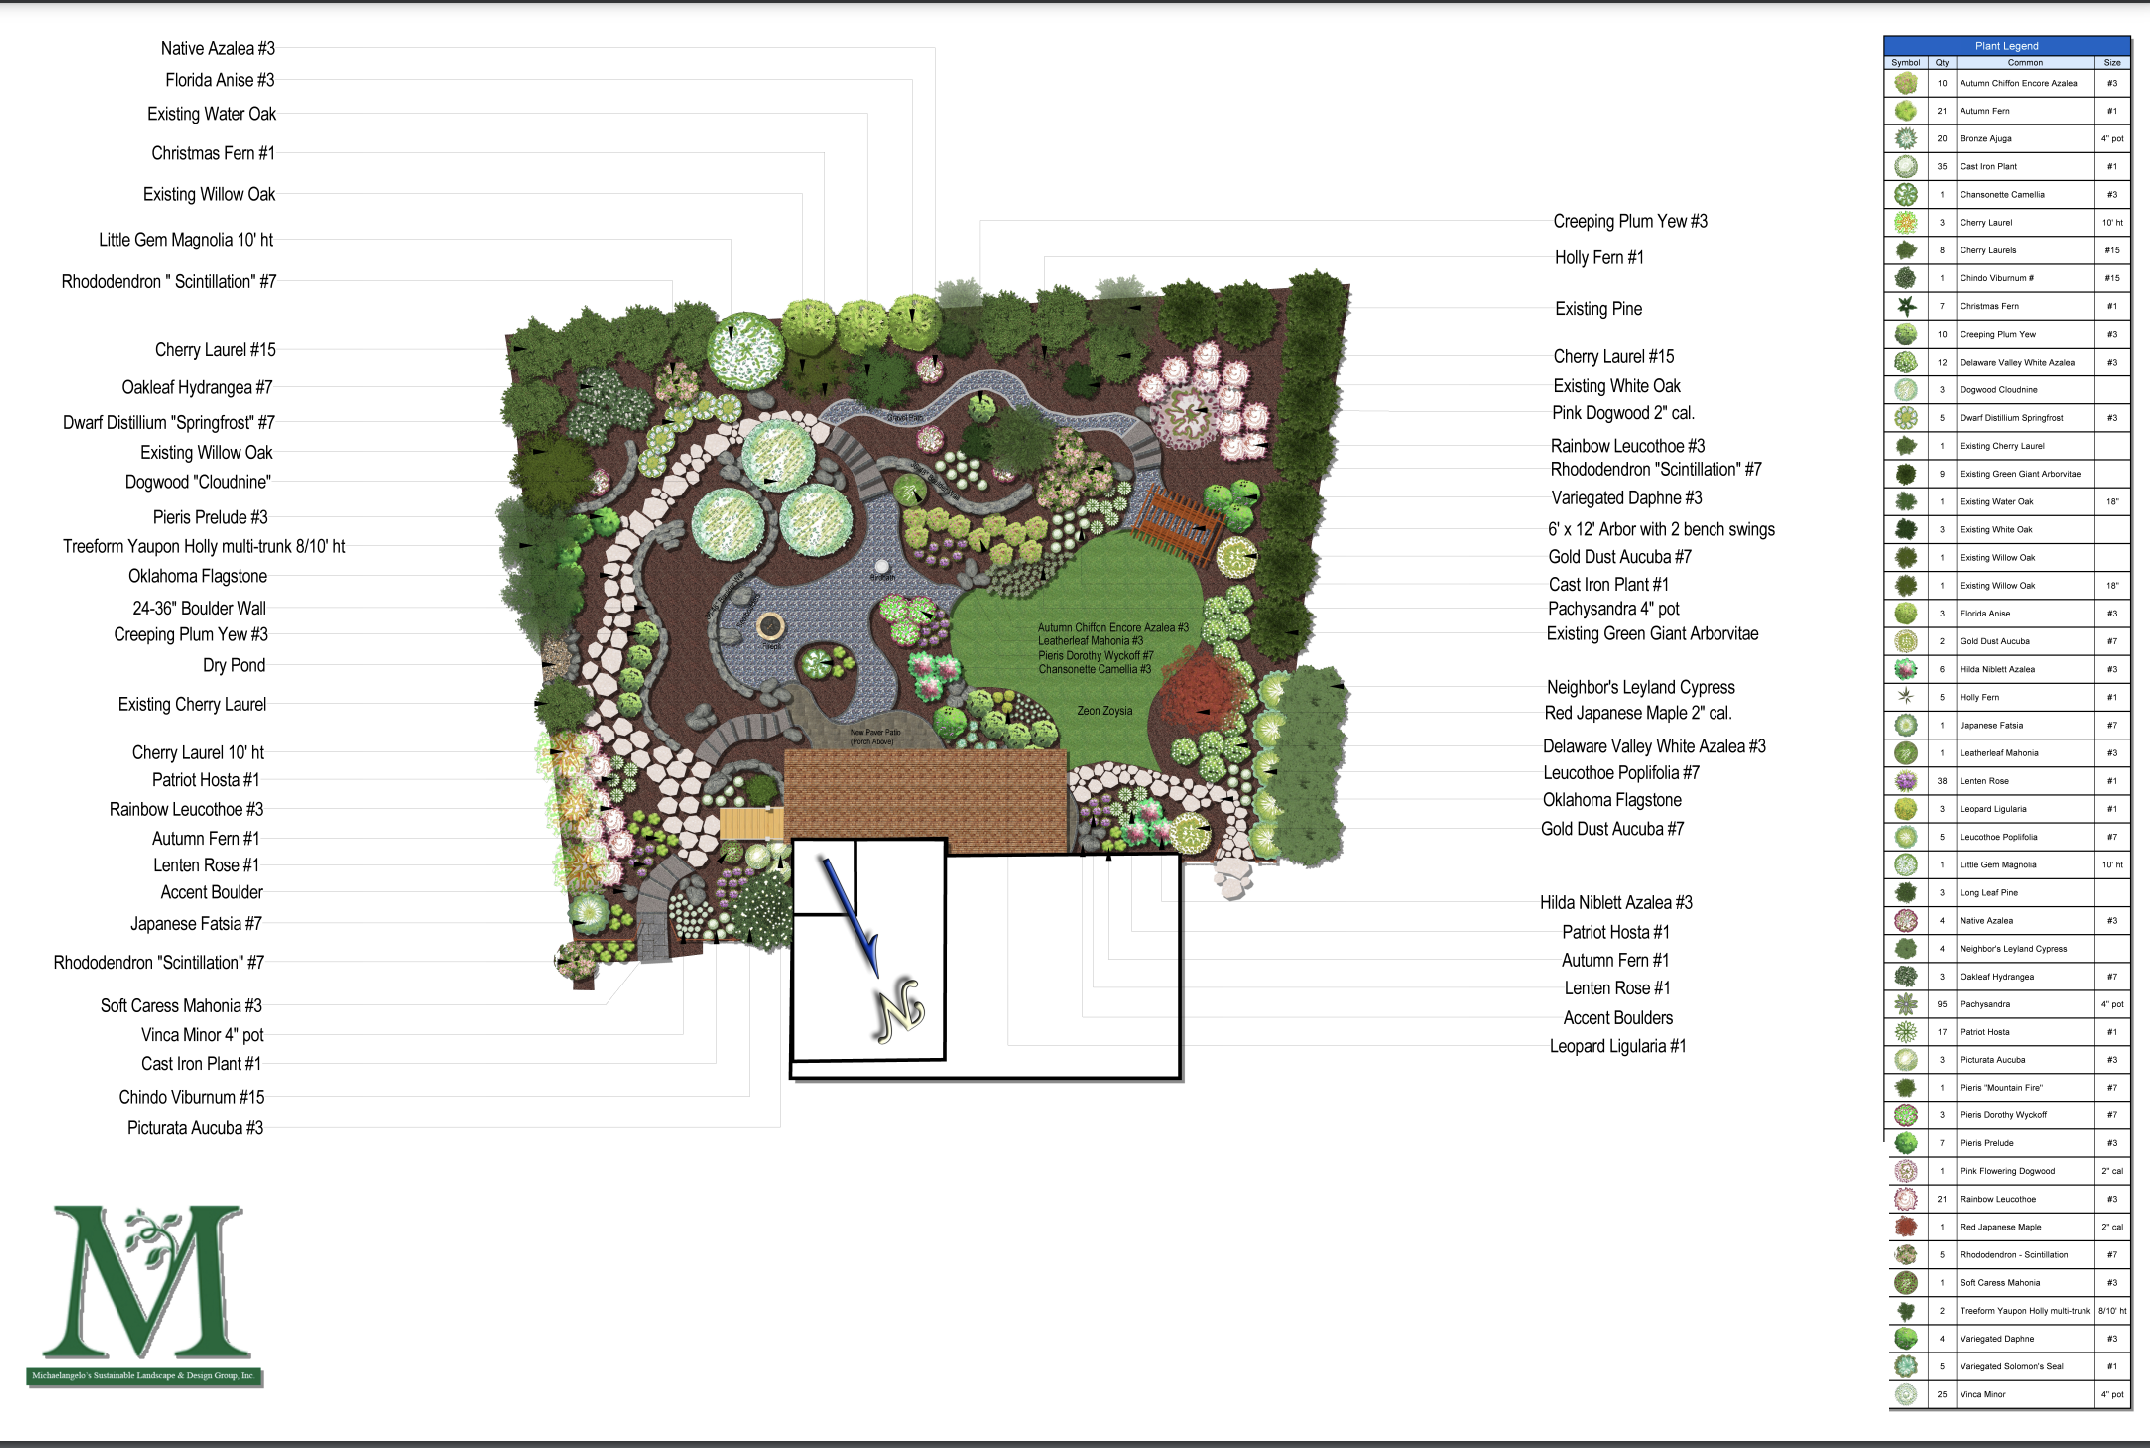 Native Azalea #3
Florida Anise #3
Existing Water Oak
Christmas Fern #1
Existing Willow Oak
Little Gem Magnolia 10' ht
Rhododendron " Scintillation" #7
Cherry Laurel #15
Oakleaf Hydrangea #7
Dwarf Distillium "Springfrost" #7
Existing Willow Oak
Dogwood "Cloudnine"
Pieris Prelude #3
Treeform Yaupon Holly multi-trunk 8/10' ht
Oklahoma Flagstone
24-36" Boulder Wall
Creeping Plum Yew #3
Dry Pond
Existing Cherry Laurel
Cherry Laurel 10' ht
Patriot Hosta #1
Rainbow Leucothoe #3
Autumn Fern #1
Lenten Rose #1
Accent Boulder
Japanese Fatsia #7
Rhododendron "Scintillation" #7
Soft Caress Mahonia #3
Vinca Minor 4" pot
Cast Iron Plant #1
Chindo Viburnum #15
Picturata Aucuba #3
Gravel Path
Birdbath
Firepit
Autumn Chiffon Encore Azalea #3
Leatherleaf Mahonia #3
Pieris Dorothy Wyckoff #7
Chansonette Camellia #3
Zeon Zoysia
New Paver Patio
(Porch Above)
N
Creeping Plum Yew #3
Holly Fern #1
Existing Pine
Cherry Laurel #15
Existing White Oak
Pink Dogwood 2" cal.
Rainbow Leucothoe #3
Rhododendron "Scintillation" #7
Variegated Daphne #3
6' x 12' Arbor with 2 bench swings
Gold Dust Aucuba #7
Cast Iron Plant #1
Pachysandra 4" pot
Existing Green Giant Arborvitae
Neighbor's Leyland Cypress
Red Japanese Maple 2" cal.
Delaware Valley White Azalea #3
Leucothoe Poplifolia #7
Oklahoma Flagstone
Gold Dust Aucuba #7
Hilda Niblett Azalea #3
Patriot Hosta #1
Autumn Fern #1
Lenten Rose #1
Accent Boulders
Leopard Ligularia #1
Plant Legend
Symbol Qty Common Size
10 Autumn Chiffon Encore Azalea #3
21 Autumn Fern #1
20 Bronze Ajuga 4" pot
35 Cast Iron Plant #1
1 Chansonette Camellia #3
3 Cherry Laurel 10' ht
8 Cherry Laurels #15
1 Chindo Viburnum # #15
7 Christmas Fern #1
10 Creeping Plum Yew #3
12 Delaware Valley White Azalea #3
3 Dogwood Cloudnine
5 Dwarf Distillium Springfrost #3
1 Existing Cherry Laurel
9 Existing Green Giant Arborvitae
1 Existing Water Oak 18"
3 Existing White Oak
1 Existing Willow Oak
1 Existing Willow Oak 18"
3 Florida Anise #3
2 Gold Dust Aucuba #7
6 Hilda Niblett Azalea #3
5 Holly Fern #1
1 Japanese Fatsia #7
1 Leatherleaf Mahonia #3
38 Lenten Rose #1
3 Leopard Ligularia #1
5 Leucothoe Poplifolia #7
1 Little Gem Magnolia 10' ht
3 Long Leaf Pine
4 Native Azalea #3
4 Neighbor's Leyland Cypress
3 Oakleaf Hydrangea #7
95 Pachysandra 4" pot
17 Patriot Hosta #1
3 Picturata Aucuba #3
1 Pieris "Mountain Fire" #7
3 Pieris Dorothy Wyckoff #7
7 Pieris Prelude #3
1 Pink Flowering Dogwood 2" cal
21 Rainbow Leucothoe #3
1 Red Japanese Maple 2" cal
5 Rhododendron - Scintillation #7
1 Soft Caress Mahonia #3
2 Treeform Yaupon Holly multi-trunk 8/10' ht
4 Variegated Daphne #3
5 Variegated Solomon's Seal #1
25 Vinca Minor 4" pot
M
Michaelangelo's Sustainable Landscape & Design Group, Inc.